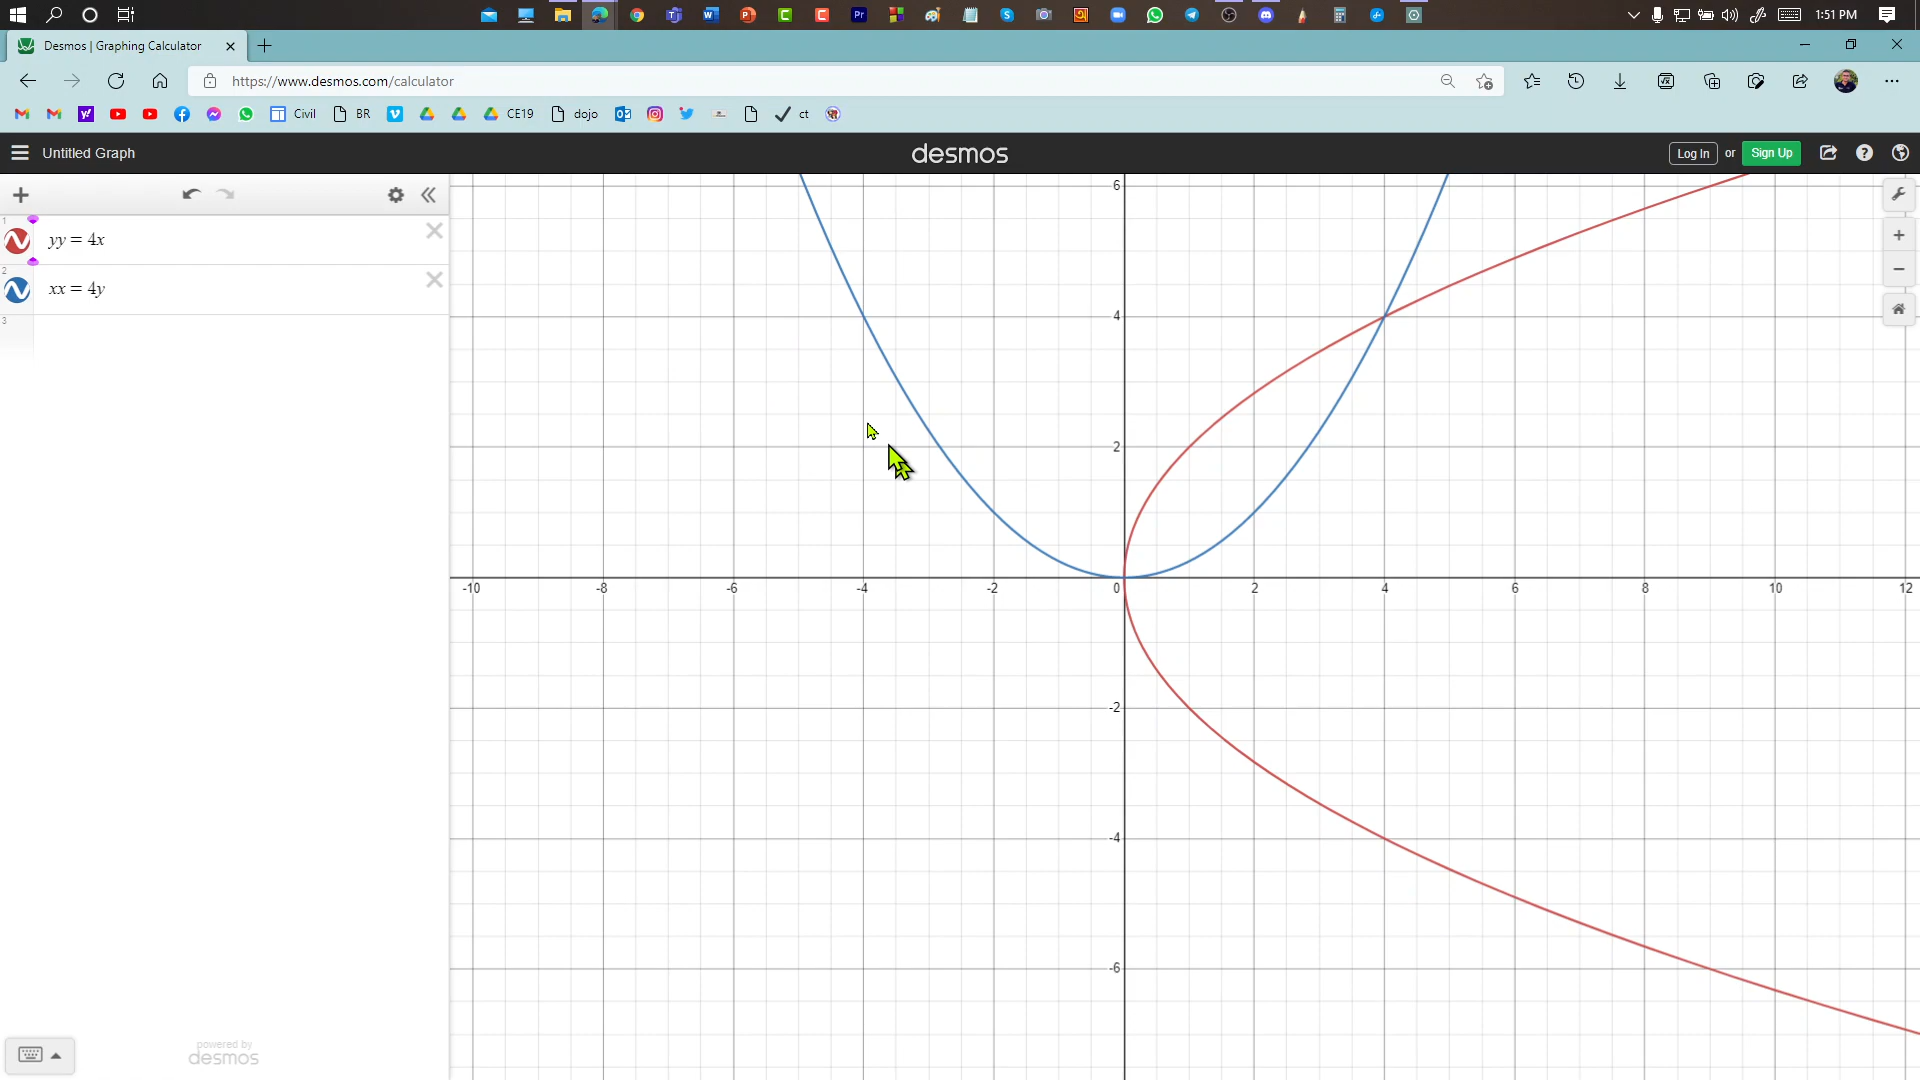 1:51 PM
Desmos | Graphing Calculator
https://www.desmos.com/calculator
Civil BR CE19 dojo ct
Untitled Graph desmos Log In or Sign Up
1
yy = 4x
2
xx = 4y
3
6
4
2
-10 -8 -6 -4 -2 0 2 4 6 8 10 12
-2
-4
-6
powered by
desmos